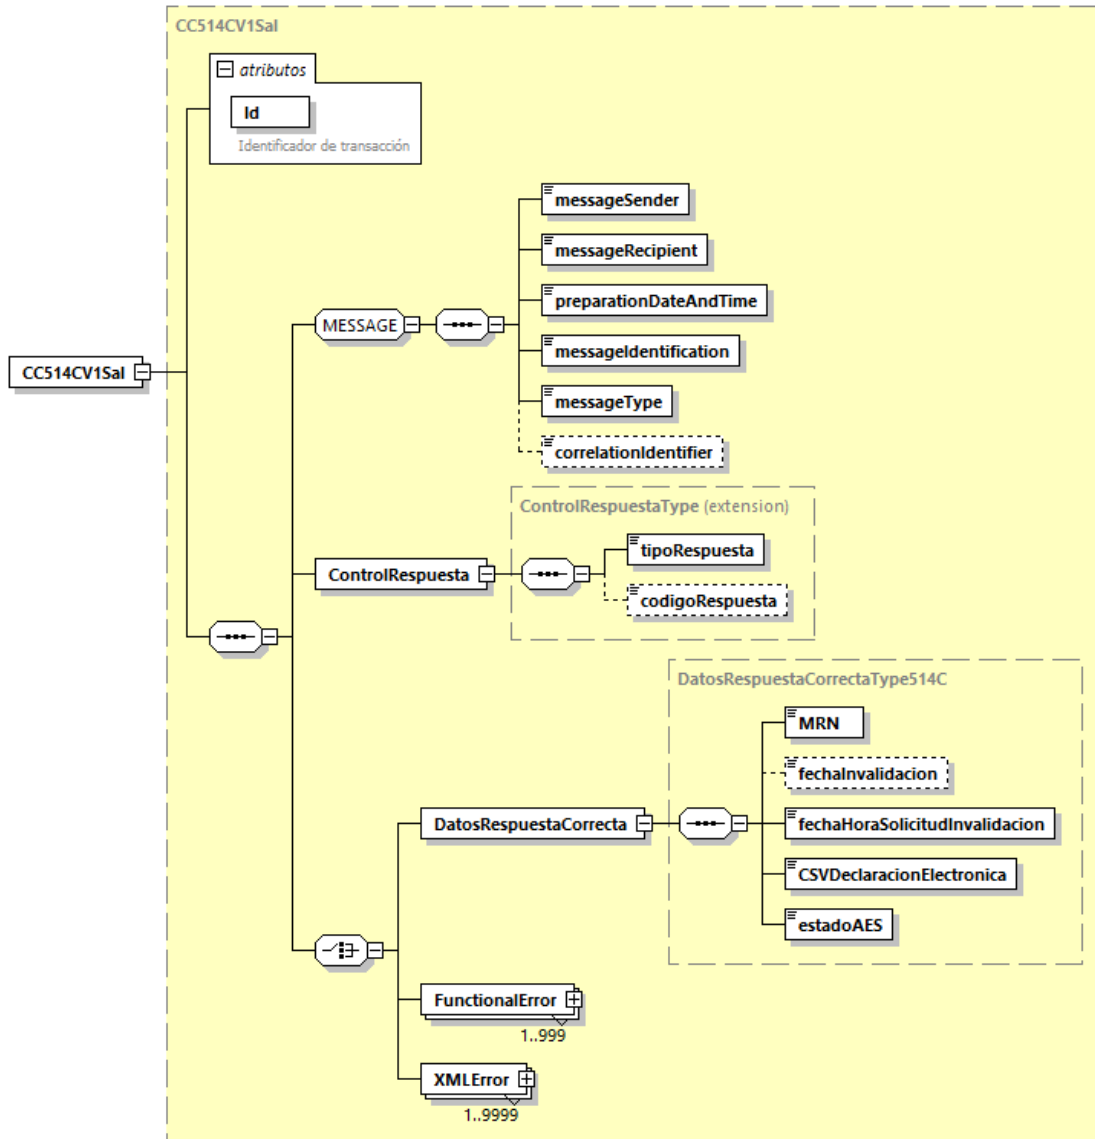 CC514CV1Sal
atributos
Id
Identificador de transacción
messageSender
messageRecipient
preparationDateAndTime
MESSAGE
messageIdentification
CC514CV1Sal
messageType
correlationIdentifier
ControlRespuestaType (extension)
tipoRespuesta
ControlRespuesta
codigoRespuesta
DatosRespuestaCorrectaType514C
MRN
fechaInvalidacion
DatosRespuestaCorrecta
fechaHoraSolicitudInvalidacion
CSVDeclaracionElectronica
estadoAES
FunctionalError
1..999
XMLError
1..9999